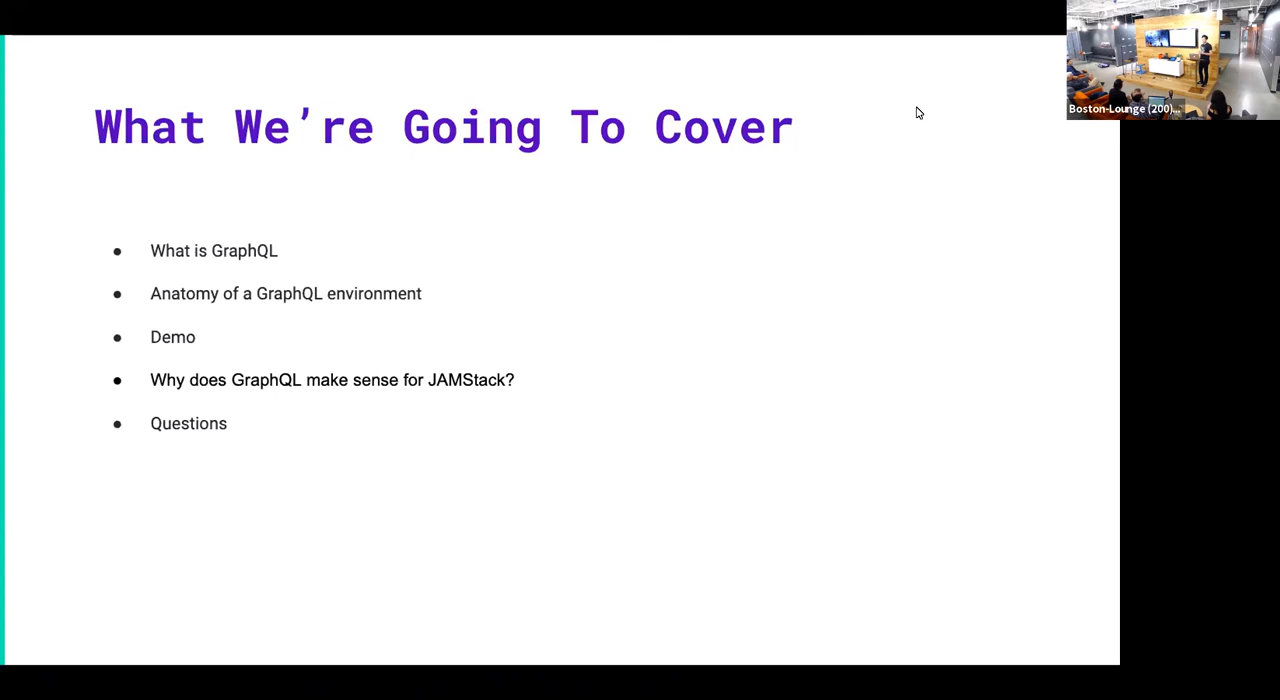 What We’re Going To Cover
● What is GraphQL
● Anatomy of a GraphQL environment
● Demo
● Why does GraphQL make sense for JAMStack?
● Questions
Boston-Lounge (200)...